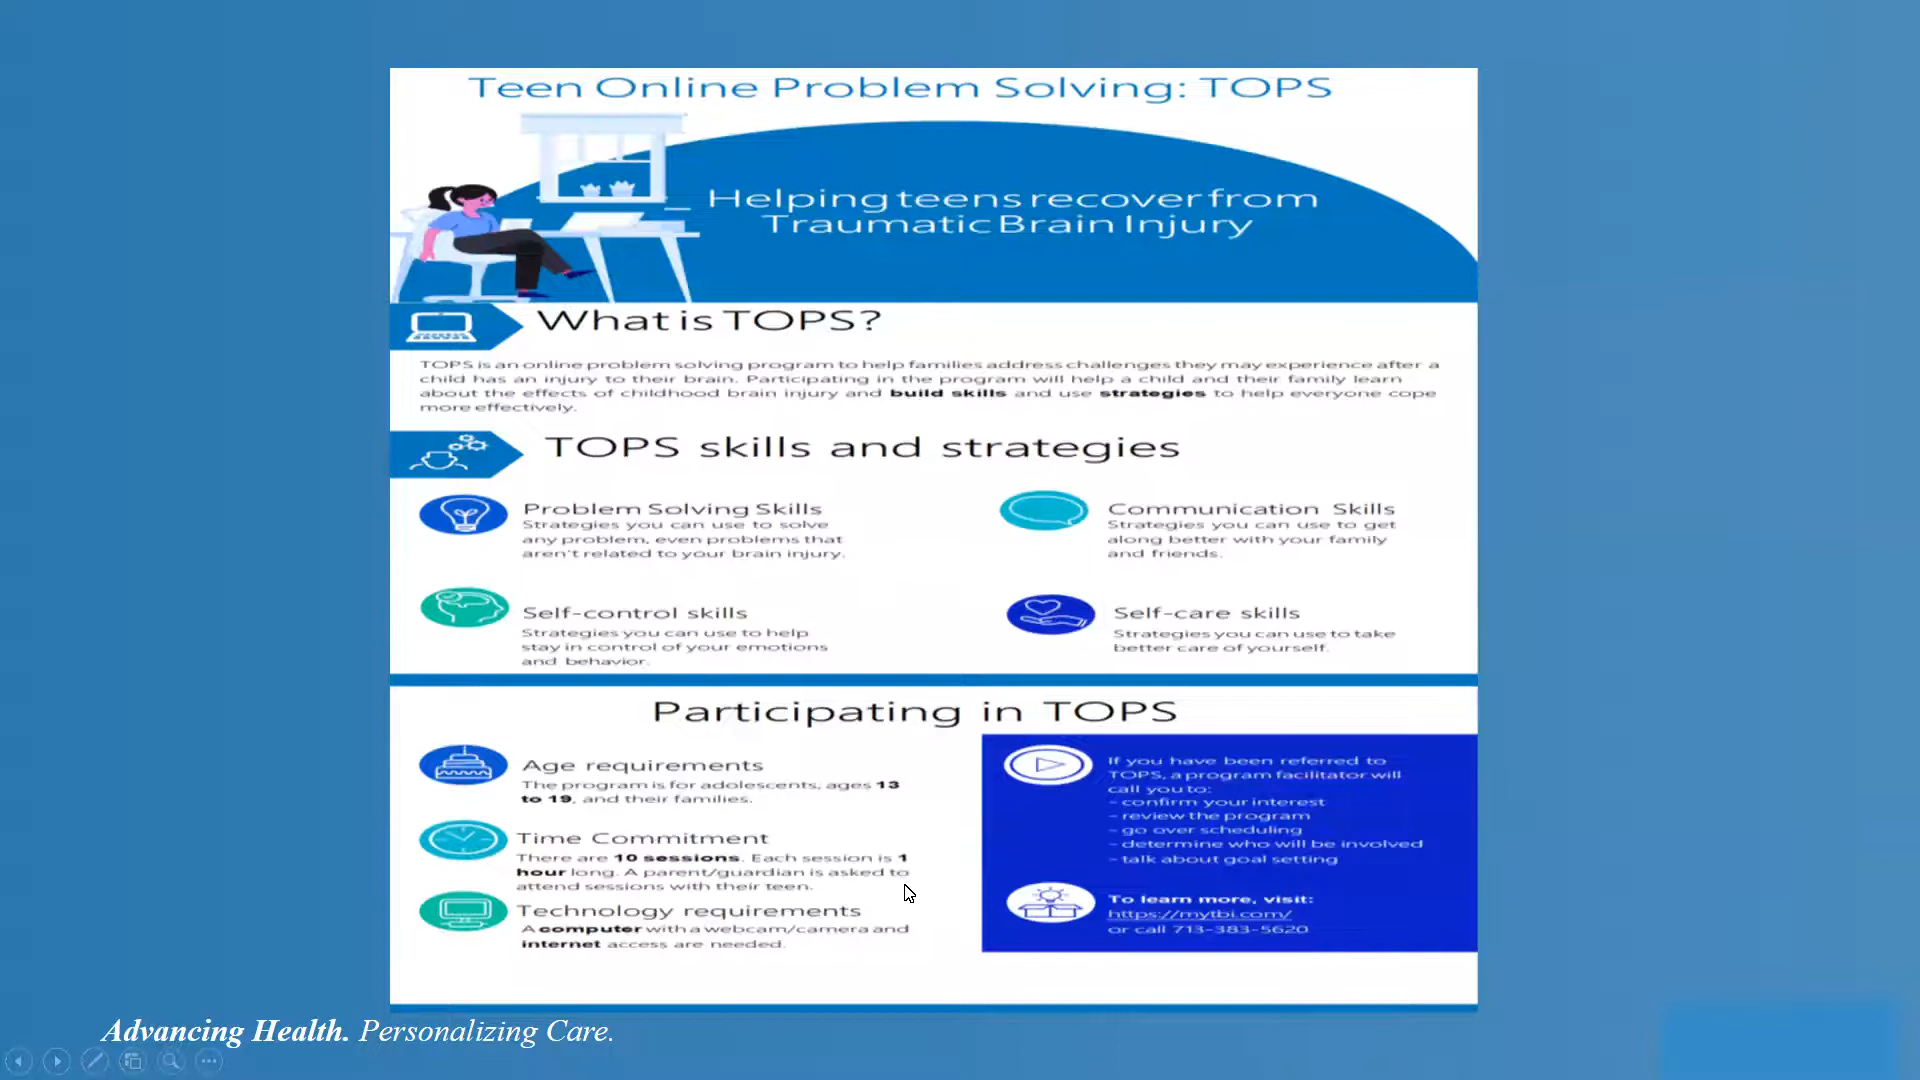 Teen Online Problem Solving: TOPS
Helping teens recover from
Traumatic Brain Injury
What is TOPS?
TOPS is an online problem solving program to help families address challenges they may experience after a
child has an injury to their brain. Participating in the program will help a child and their family learn
about the effects of childhood brain injury and build skills and use strategies to help everyone cope
more effectively.
TOPS skills and strategies
Problem Solving Skills
Strategies you can use to solve
any problem, even problems that
aren't related to your brain injury.
Communication Skills
Strategies you can use to get
along better with your family
and friends.
Self-control skills
Strategies you can use to help
stay in control of your emotions
and behavior.
Self-care skills
Strategies you can use to take
better care of yourself.
Participating in TOPS
Age requirements
The program is for adolescents, ages 13
to 19, and their families.
Time Commitment
There are 10 sessions. Each session is 1
hour long. A parent/guardian is asked to
attend sessions with their teen.
Technology requirements
A computer with a webcam/camera and
internet access are needed.
If you have been referred to
TOPS, a program facilitator will
call you to:
- confirm your interest
- review the program
- go over scheduling
- determine who will be involved
- talk about goal setting
To learn more, visit:
https://mytbi.com/
or call 713-383-5620
Advancing Health. Personalizing Care.